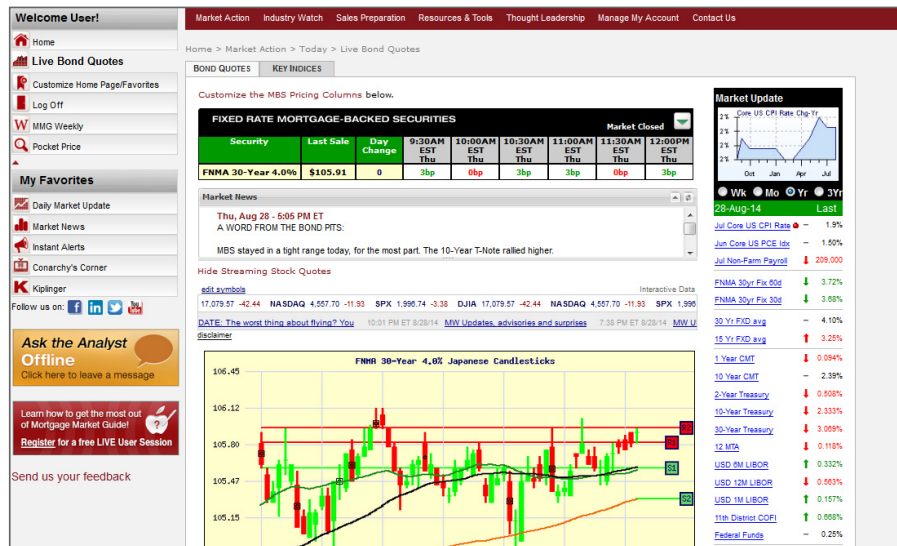 Welcome User!
Home
Live Bond Quotes
Customize Home Page/Favorites
Log Off
MMG Weekly
Pocket Price
My Favorites
Daily Market Update
Market News
Instant Alerts
Conarchy's Corner
Kiplinger
Follow us on:
Ask the Analyst
Offline
Click here to leave a message
Learn how to get the most out
of Mortgage Market Guide!
Register for a free LIVE User Session
Send us your feedback
Market Action Industry Watch Sales Preparation Resources & Tools Thought Leadership Manage My Account Contact Us
Home > Market Action > Today > Live Bond Quotes
BOND QUOTES KEY INDICES
Customize the MBS Pricing Columns below.
FIXED RATE MORTGAGE-BACKED SECURITIES
Market Closed
Security Last Sale Day Change 9:30AM EST Thu 10:00AM EST Thu 10:30AM EST Thu 11:00AM EST Thu 11:30AM EST Thu 12:00PM EST Thu
FNMA 30-Year 4.0% $105.91 0 3bp 0bp 3bp 3bp 0bp 3bp
Market News
Thu, Aug 28 - 5:05 PM ET
A WORD FROM THE BOND PITS:
MBS stayed in a tight range today, for the most part. The 10-Year T-Note rallied higher.
Hide Streaming Stock Quotes
edit symbols Interactive Data
17,079.57 -42.44 NASDAQ 4,557.70 -11.93 SPX 1,996.74 -3.38 DJIA 17,079.57 -42.44 NASDAQ 4,557.70 -11.93 SPX 1,996
DATE: The worst thing about flying? You 10:01 PM ET 8/28/14 MW Updates, advisories and surprises 7:38 PM ET 8/28/14 MW U
disclaimer
FNMA 30-Year 4.0% Japanese Candlesticks
106.45
106.12
105.80
105.47
105.15
R2
R1
S1
S2
Market Update
Core US CPI Rate Chg-Yr
2%
2%
2%
2%
Oct Jan Apr Jul
Wk Mo Yr 3Yr
28-Aug-14 Last
Jul Core US CPI Rate – 1.9%
Jun Core US PCE Idx – 1.50%
Jul Non-Farm Payroll 209,000
FNMA 30yr Fix 60d 3.72%
FNMA 30yr Fix 30d 3.68%
30 Yr FXD avg – 4.10%
15 Yr FXD avg 3.25%
1 Year CMT 0.094%
10 Year CMT – 2.39%
2-Year Treasury 0.508%
10-Year Treasury 2.333%
30-Year Treasury 3.069%
12 MTA 0.118%
USD 6M LIBOR 0.332%
USD 12M LIBOR 0.563%
USD 1M LIBOR 0.157%
11th District COFI 0.668%
Federal Funds – 0.25%